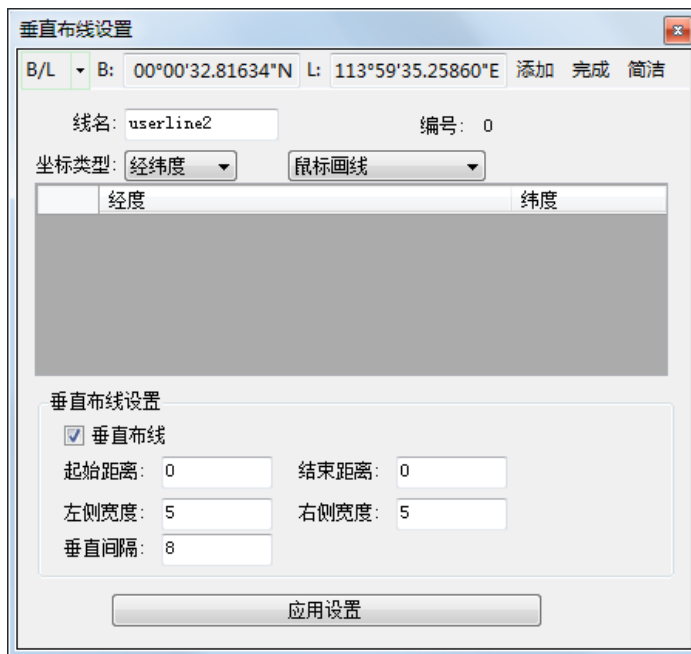 垂直布线设置
B/L B: 00°00'32.81634"N L: 113°59'35.25860"E 添加 完成 简洁
线名: userline2 编号: 0
坐标类型: 经纬度 鼠标画线
经度 纬度
垂直布线设置
垂直布线
起始距离: 0 结束距离: 0
左侧宽度: 5 右侧宽度: 5
垂直间隔: 8
应用设置